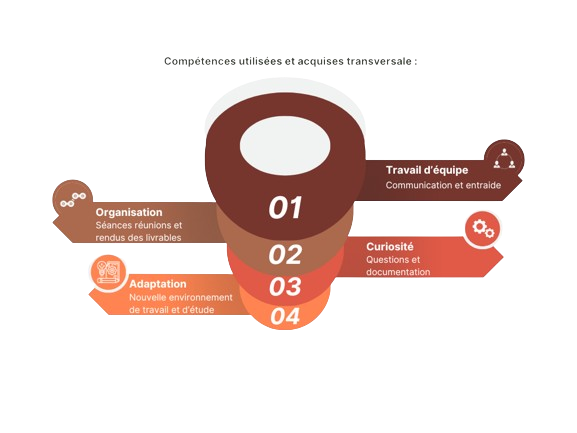 Compétences utilisées et acquises transversale :
01
Travail d'équipe
Communication et entraide
Organisation
Séances réunions et
rendus des livrables
02
Curiosité
Questions et
documentation
03
Adaptation
Nouvelle environnement
de travail et d'étude
04